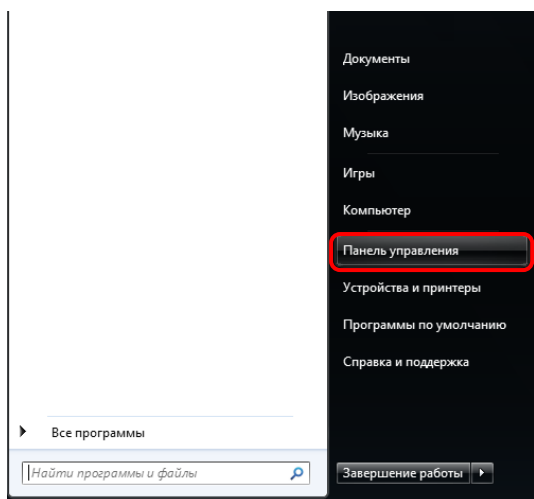 Документы
Изображения
Музыка
Игры
Компьютер
Панель управления
Устройства и принтеры
Программы по умолчанию
Справка и поддержка
Все программы
Найти программы и файлы
Завершение работы